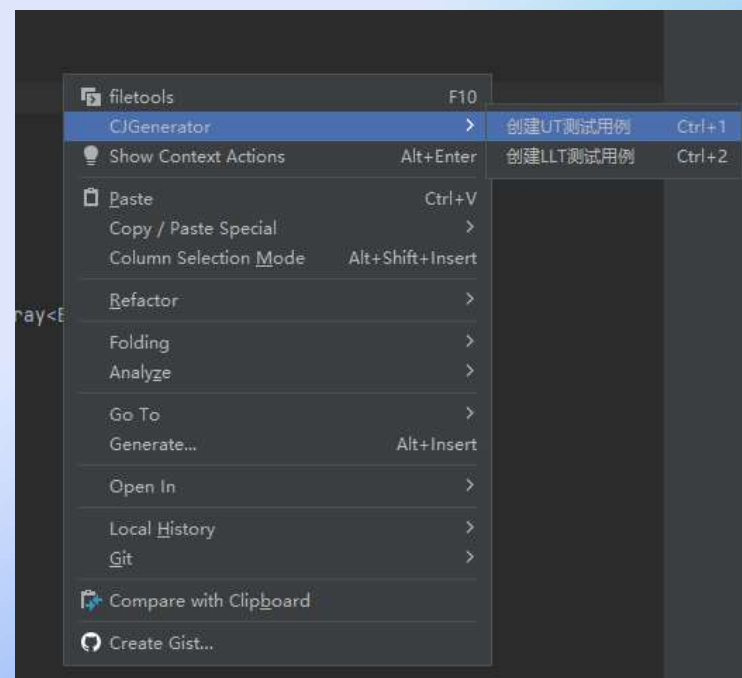 filetools F10
CJGenerator 创建UT测试用例 Ctrl+1
Show Context Actions Alt+Enter 创建LLT测试用例 Ctrl+2
Paste Ctrl+V
Copy / Paste Special
Column Selection Mode Alt+Shift+Insert
Refactor
ray<E
Folding
Analyze
Go To
Generate... Alt+Insert
Open In
Local History
Git
Compare with Clipboard
Create Gist...